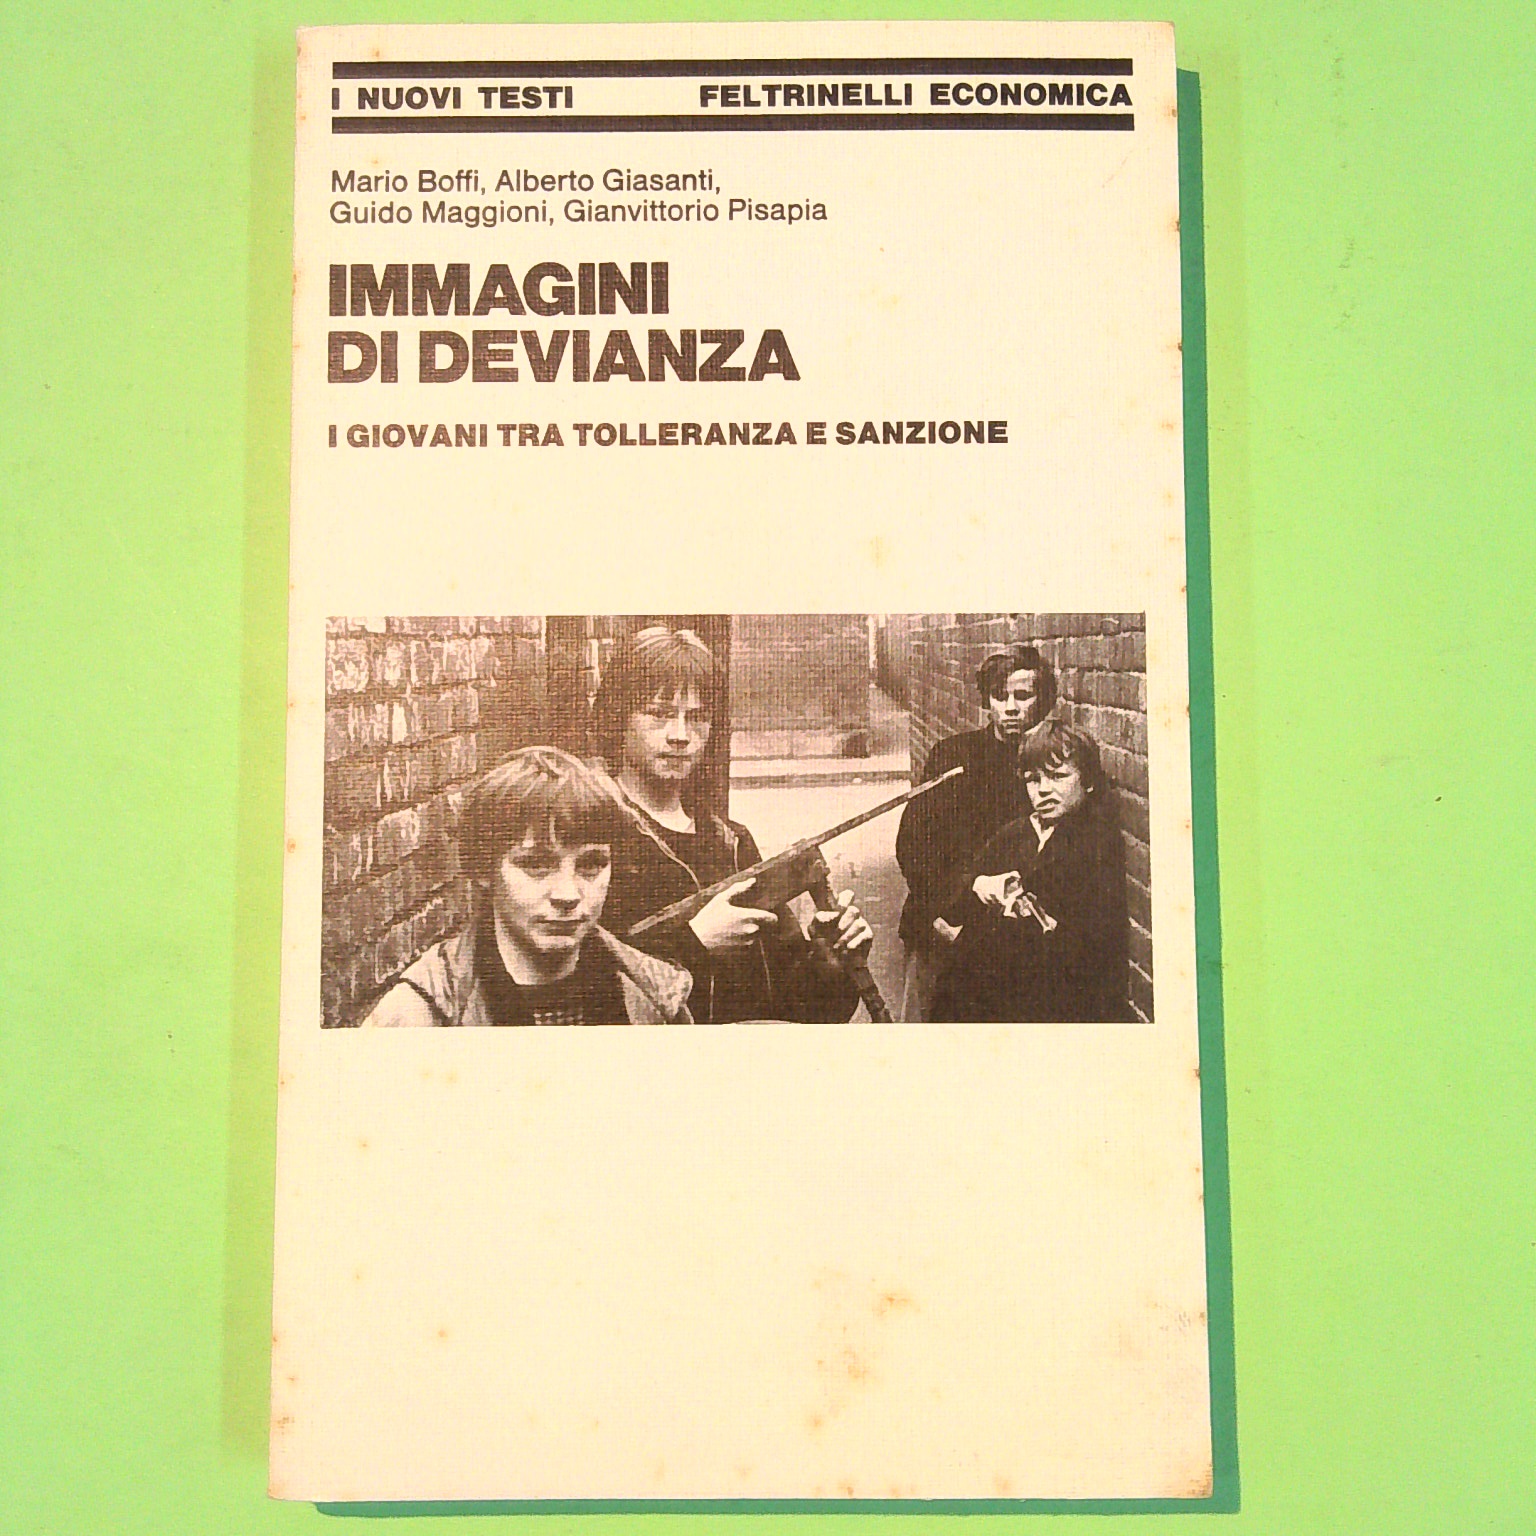 I NUOVI TESTI FELTRINELLI ECONOMICA
Mario Boffi, Alberto Giasanti,
Guido Maggioni, Gianvittorio Pisapia
IMMAGINI
DI DEVIANZA
I GIOVANI TRA TOLLERANZA E SANZIONE